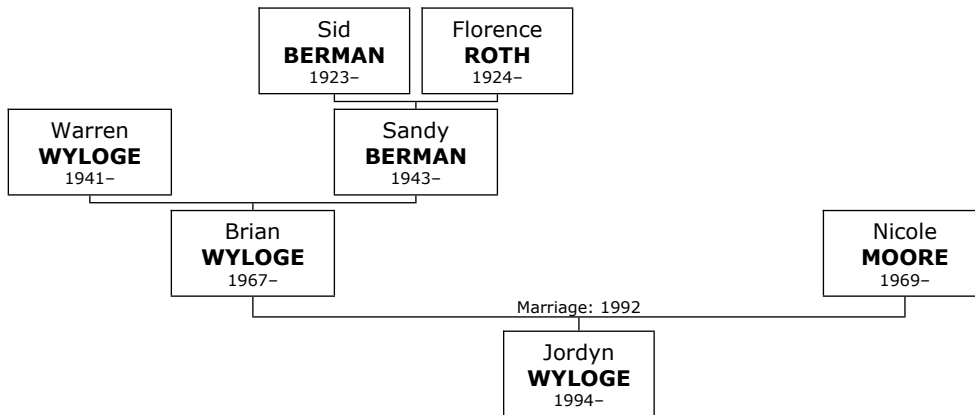 Sid
BERMAN
1923–
Florence
ROTH
1924–
Warren
WYLOGE
1941–
Sandy
BERMAN
1943–
Brian
WYLOGE
1967–
Nicole
MOORE
1969–
Marriage: 1992
Jordyn
WYLOGE
1994–